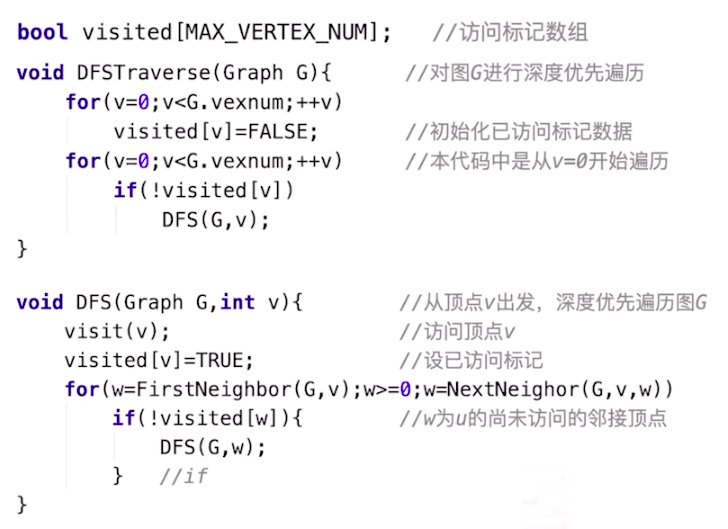 bool visited[MAX_VERTEX_NUM];   //访问标记数组
void DFSTraverse(Graph G){      //对图G进行深度优先遍历
    for(v=0;v<G.vexnum;++v)
        visited[v]=FALSE;       //初始化已访问标记数据
    for(v=0;v<G.vexnum;++v)     //本代码中是从v=0开始遍历
        if(!visited[v])
            DFS(G,v);
}
void DFS(Graph G,int v){        //从顶点v出发，深度优先遍历图G
    visit(v);                   //访问顶点v
    visited[v]=TRUE;            //设已访问标记
    for(w=FirstNeighbor(G,v);w>=0;w=NextNeighor(G,v,w))
        if(!visited[w]){        //w为u的尚未访问的邻接顶点
            DFS(G,w);
        }   //if
}